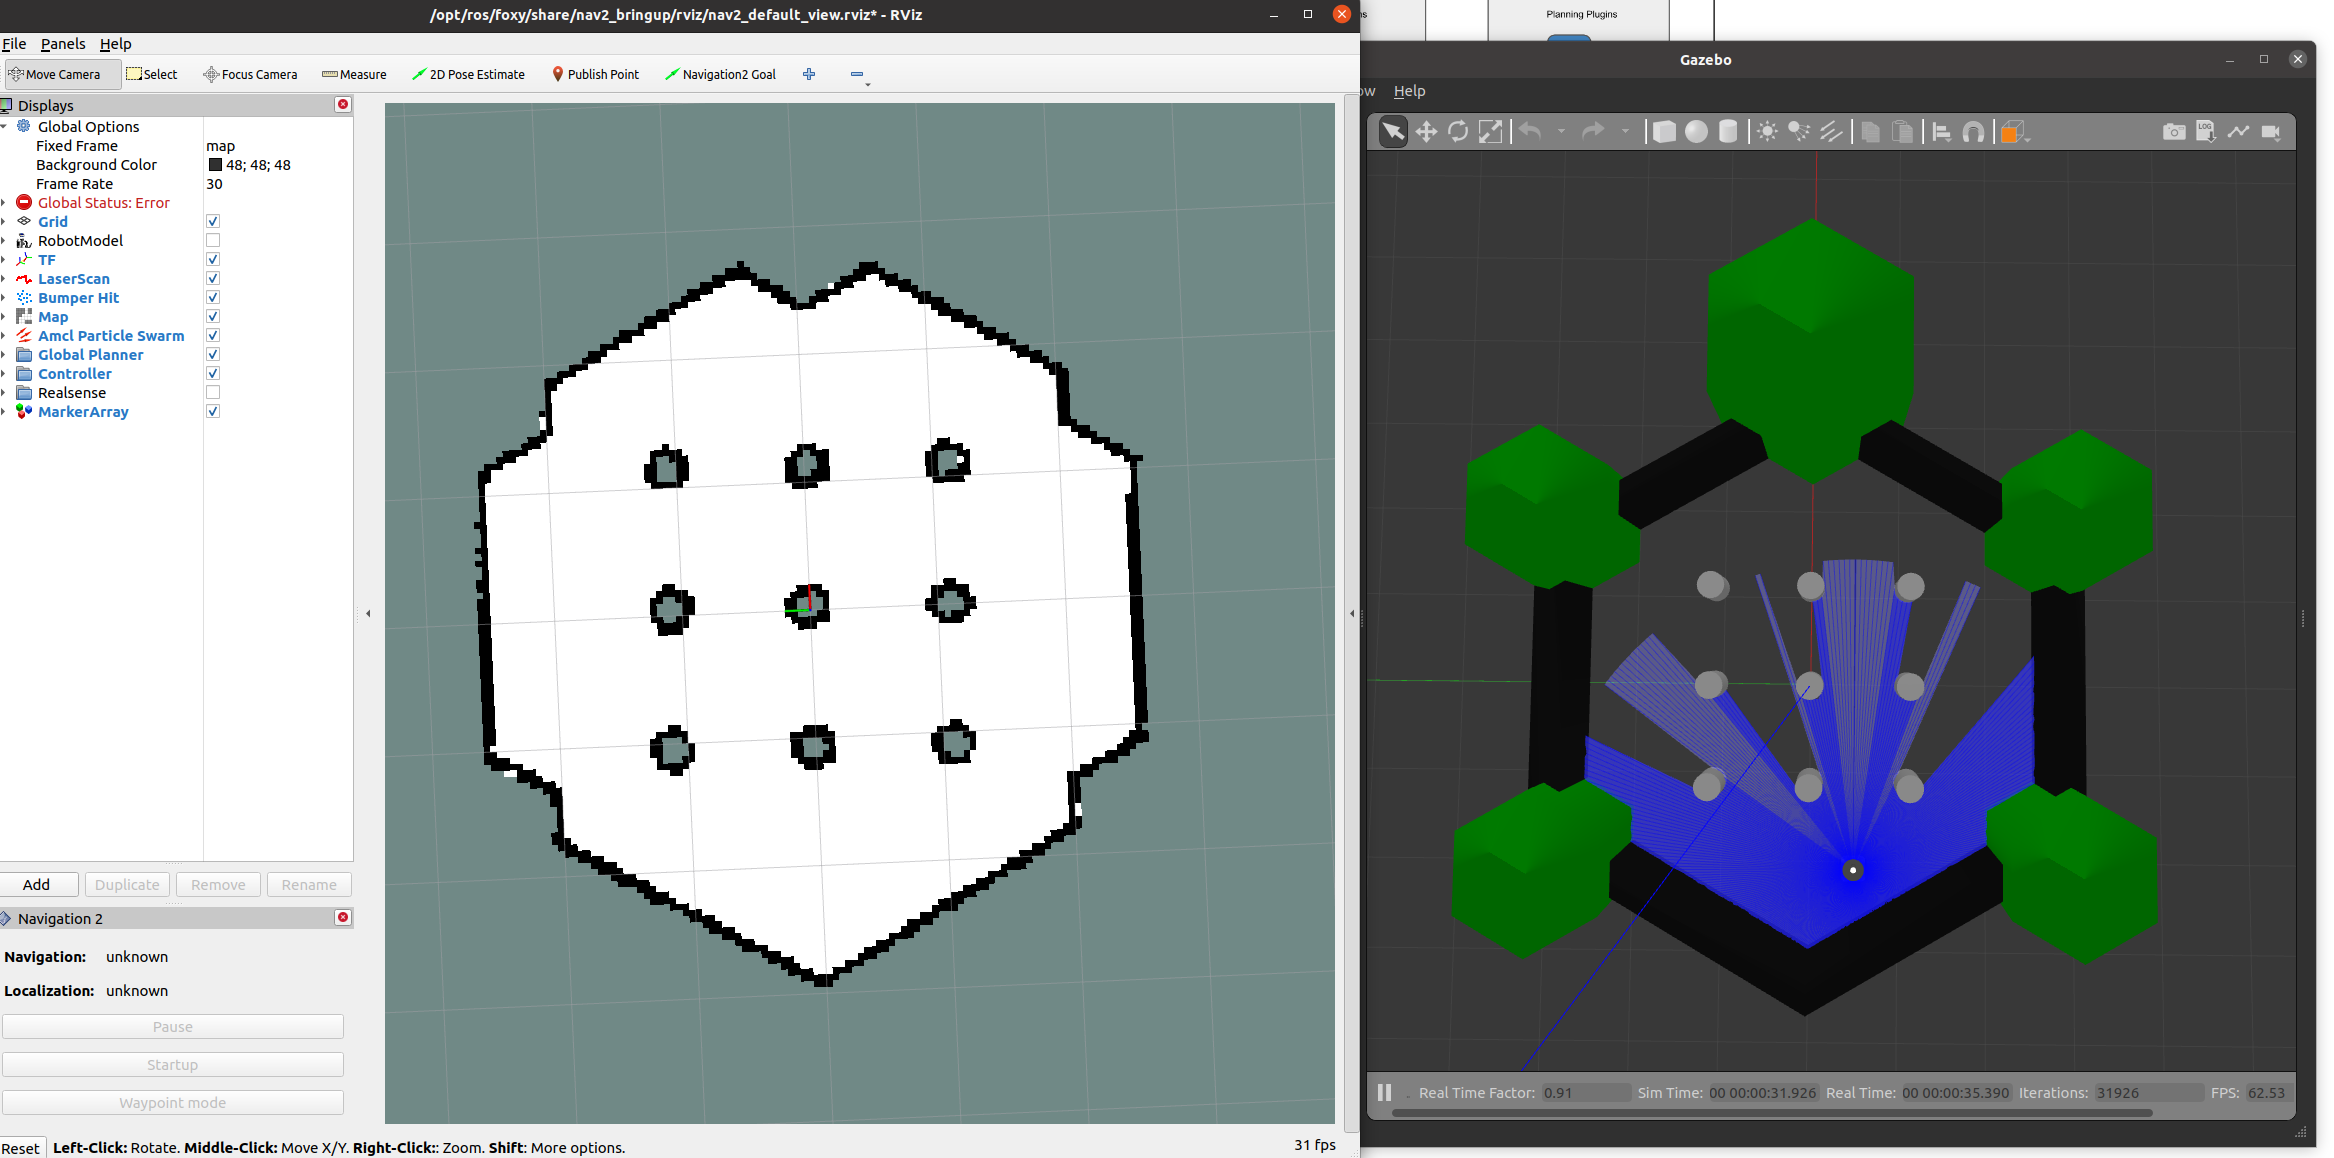 /opt/ros/foxy/share/nav2_bringup/rviz/nav2_default_view.rviz* - RViz
File Panels Help
Move Camera Select Focus Camera Measure 2D Pose Estimate Publish Point Navigation2 Goal
Displays
Global Options
Fixed Frame map
Background Color 48; 48; 48
Frame Rate 30
Global Status: Error
Grid
RobotModel
TF
LaserScan
Bumper Hit
Map
Amcl Particle Swarm
Global Planner
Controller
Realsense
MarkerArray
Add Duplicate Remove Rename
Navigation 2
Navigation: unknown
Localization: unknown
Pause
Startup
Waypoint mode
Reset Left-Click: Rotate. Middle-Click: Move X/Y. Right-Click:: Zoom. Shift: More options.
31 fps
Planning Plugins
Gazebo
Help
LOG
Real Time Factor: 0.91 Sim Time: 00 00:00:31.926 Real Time: 00 00:00:35.390 Iterations: 31926 FPS: 62.53